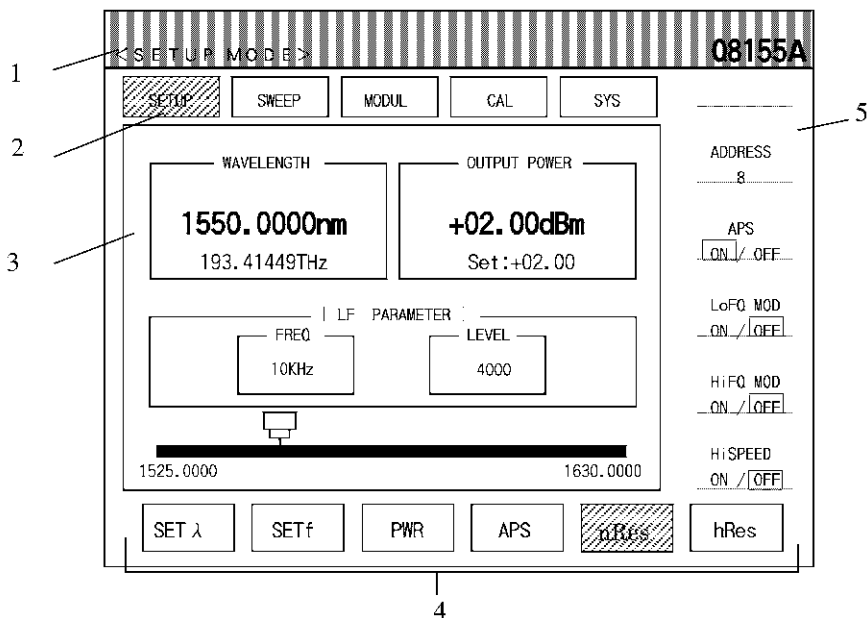 <SETUP MODE> Q8155A
1
SETUP SWEEP MODUL CAL SYS
2
5
WAVELENGTH OUTPUT POWER
ADDRESS
8
1550.0000nm +02.00dBm
193.41449THz Set:+02.00
3
APS
ON / OFF
LF PARAMETER
FREQ LEVEL
10KHz 4000
LoFQ MOD
ON / OFF
HiFQ MOD
ON / OFF
1525.0000 1630.0000
HiSPEED
ON / OFF
SET λ SETf PWR APS nRes hRes
4